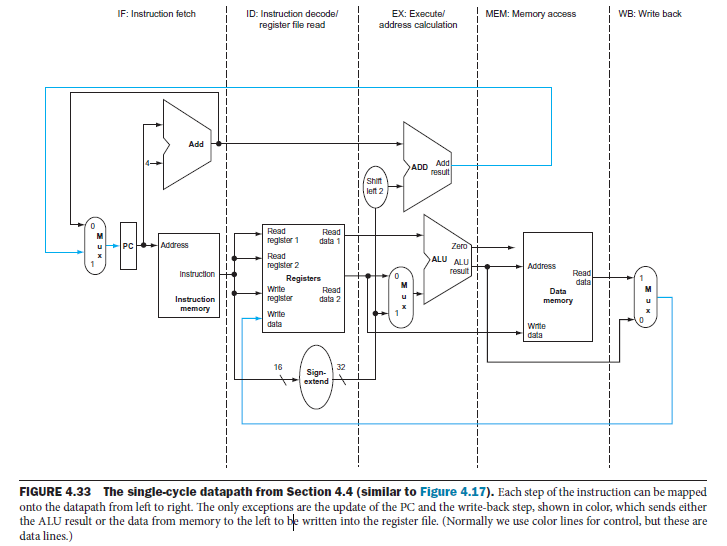 IF: Instruction fetch
ID: Instruction decode/
register file read
EX: Execute/
address calculation
MEM: Memory access
WB: Write back
Add
4
ADD
Add
result
Shift
left 2
0
M
u
x
1
PC
Address
Instruction
Instruction
memory
Read
register 1
Read
data 1
Read
register 2
Registers
Write
register
Read
data 2
Write
data
0
M
u
x
1
Zero
ALU
ALU
result
Address
Read
data
Data
memory
Write
data
1
M
u
x
0
16
Sign-
extend
32
FIGURE 4.33 The single-cycle datapath from Section 4.4 (similar to Figure 4.17). Each step of the instruction can be mapped
onto the datapath from left to right. The only exceptions are the update of the PC and the write-back step, shown in color, which sends either
the ALU result or the data from memory to the left to be written into the register file. (Normally we use color lines for control, but these are
data lines.)